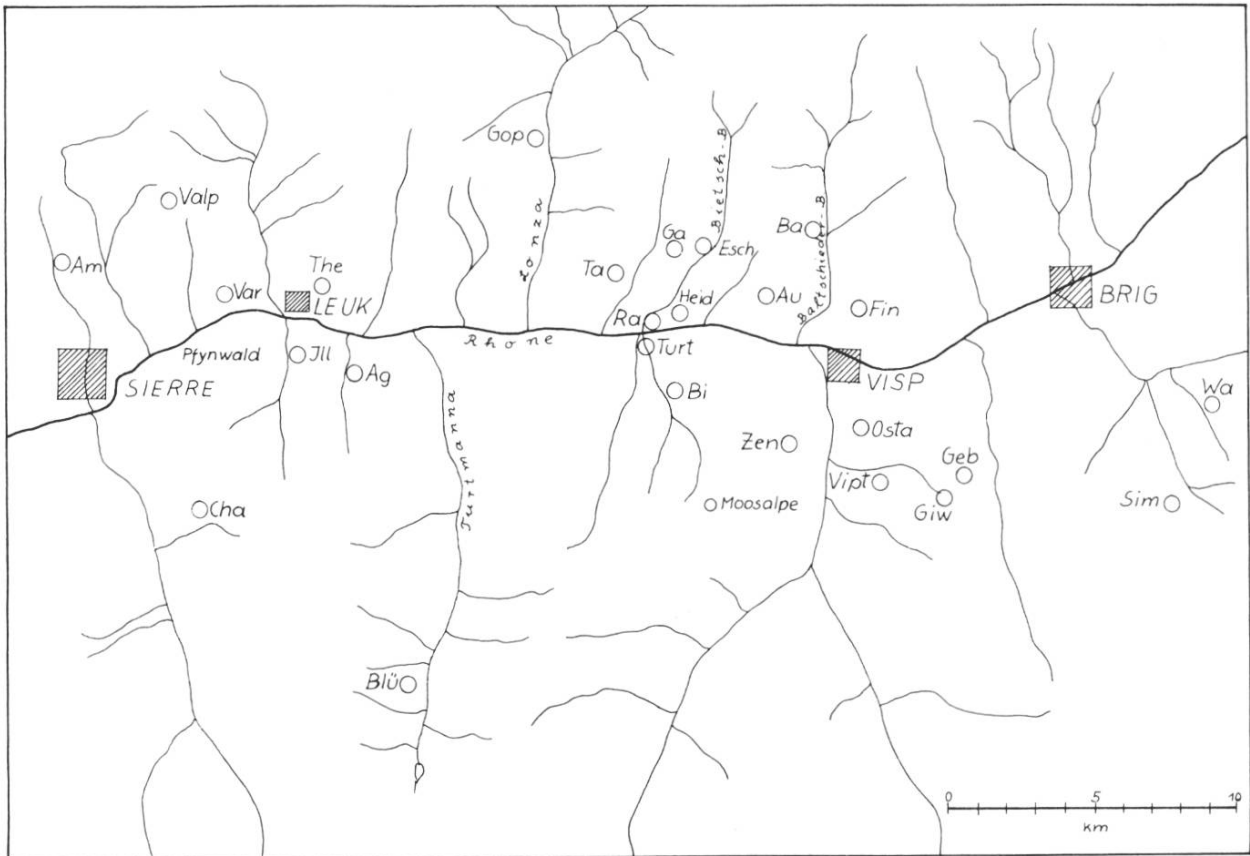 Gop
Valp
Lonza
Bietsch-B
Baltschieder-B
Ga
Esch
Ba
Am
The
Ta
Var
LEUK
Heid
Au
Fin
BRIG
Ra
Rhone
Pfynwald
Jll
Turt
SIERRE
Ag
VISP
Bi
Wa
Turtmanna
Zen
Osta
Geb
Vipt
Cha
Moosalpe
Giw
Sim
Blü
0 5 10
km